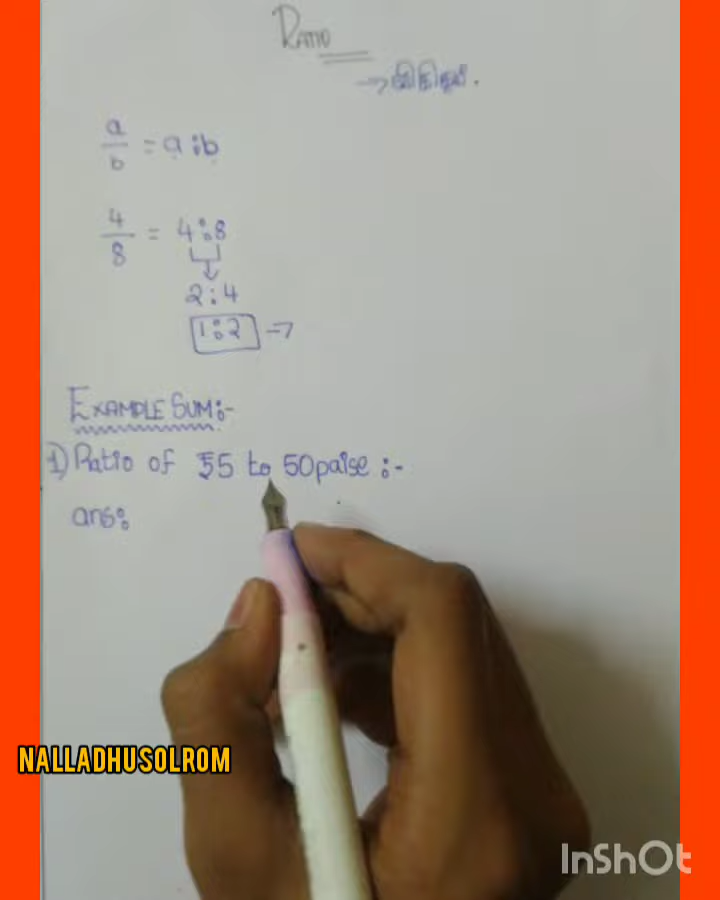 RATIO
→ விகிதம்.
a/b = a:b
4/8 = 4:8
2:4
1:2 →
EXAMPLE SUM:-
1) Ratio of ₹5 to 50paise :-
ans:
NALLADHUSOLROM
InShOt